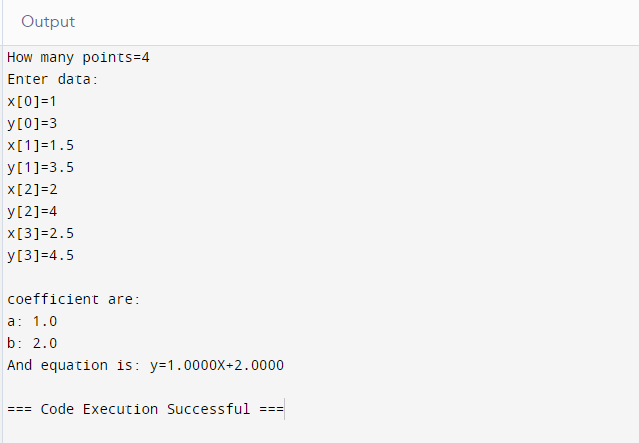 Output
How many points=4
Enter data:
x[0]=1
y[0]=3
x[1]=1.5
y[1]=3.5
x[2]=2
y[2]=4
x[3]=2.5
y[3]=4.5
coefficient are:
a: 1.0
b: 2.0
And equation is: y=1.0000X+2.0000
=== Code Execution Successful ===